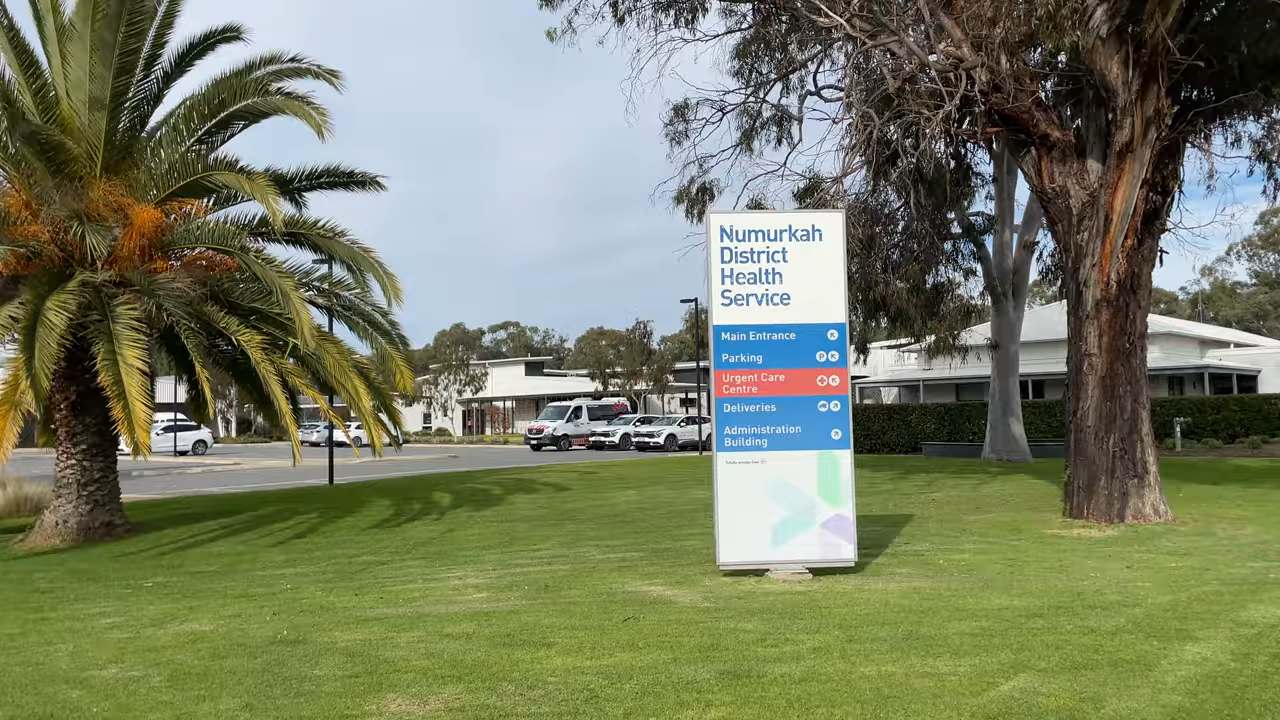 Numurkah
District
Health
Service
Main Entrance
Parking P
Urgent Care
Centre
Deliveries
Administration
Building